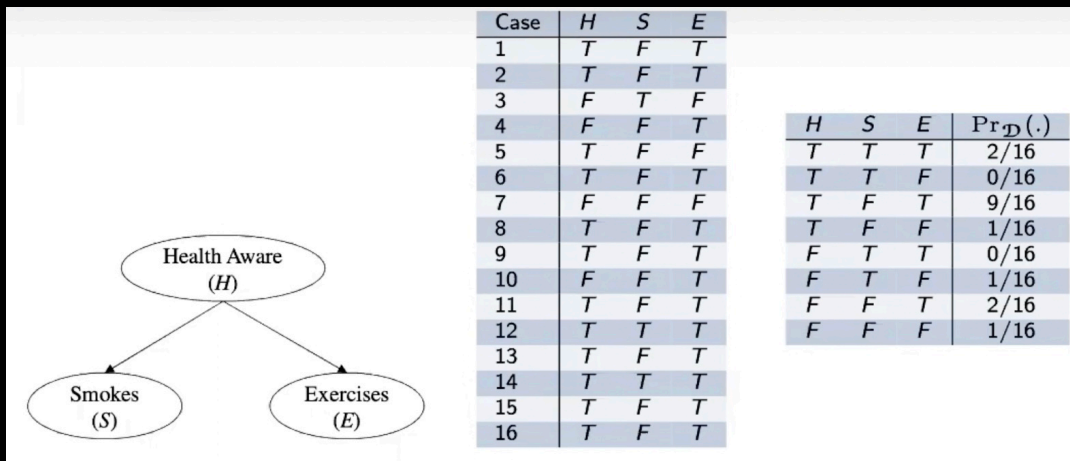 Health Aware
(H)
Smokes
(S)
Exercises
(E)
Case H S E
1 T F T
2 T F T
3 F T F
4 F F T
5 T F F
6 T F T
7 F F F
8 T F T
9 T F T
10 F F T
11 T F T
12 T T T
13 T F T
14 T T T
15 T F T
16 T F T
H S E Pr𝒟(.)
T T T 2/16
T T F 0/16
T F T 9/16
T F F 1/16
F T T 0/16
F T F 1/16
F F T 2/16
F F F 1/16